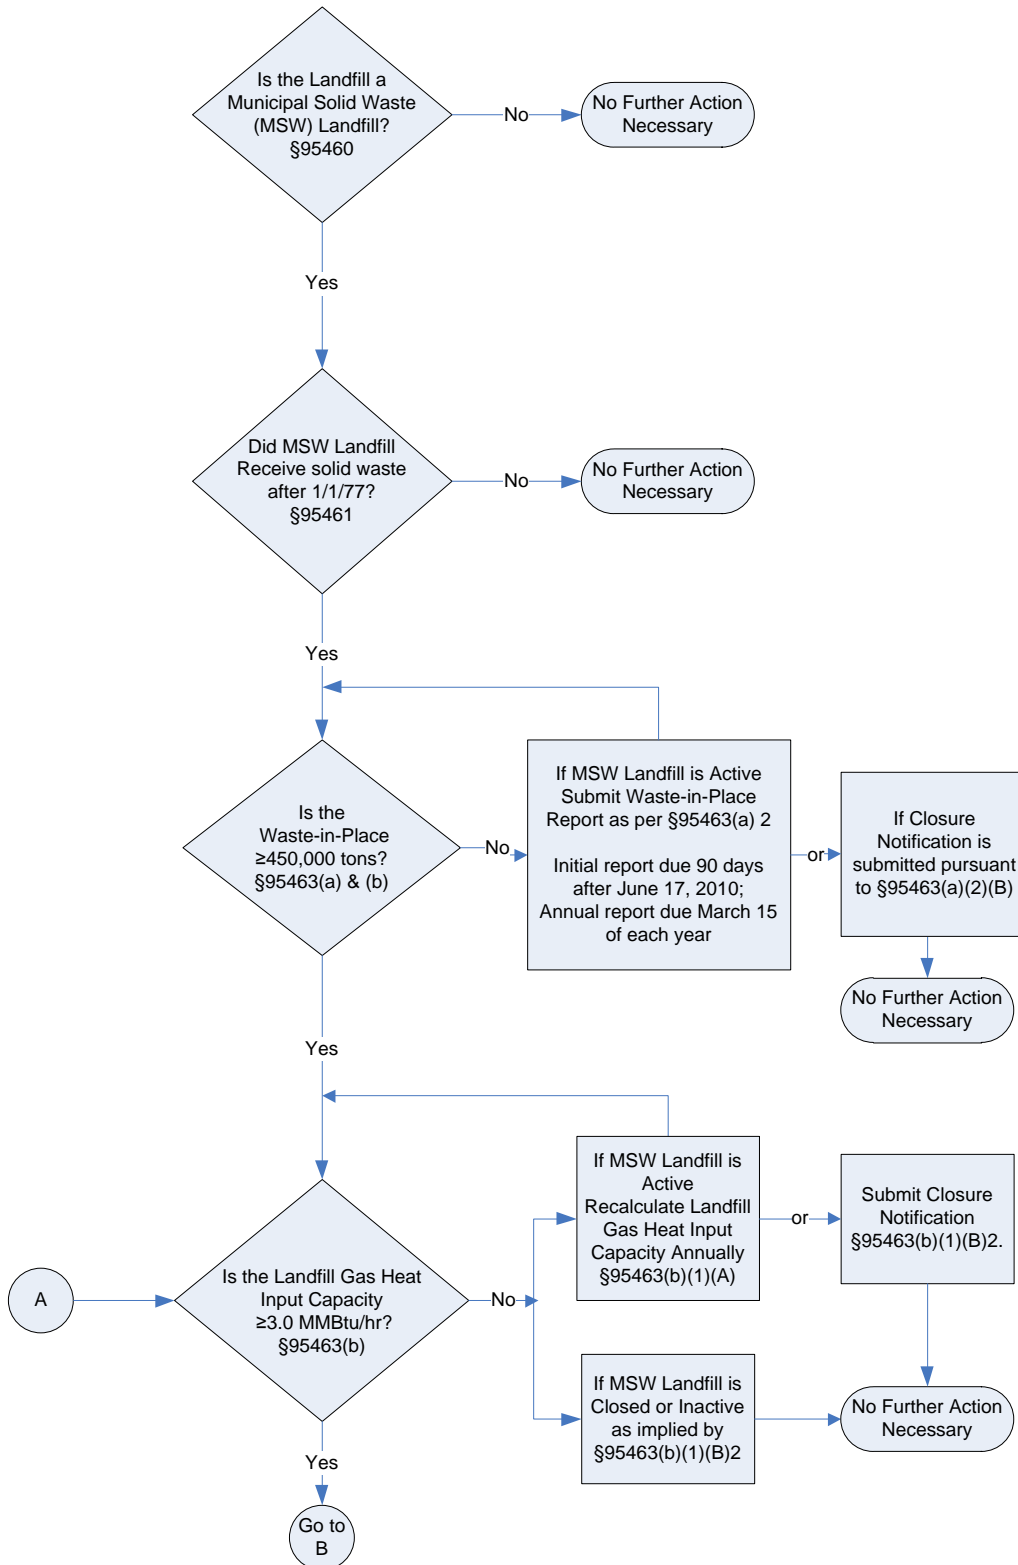 Is the Landfill a
Municipal Solid Waste
(MSW) Landfill?
§95460
No
No Further Action
Necessary
Yes
Did MSW Landfill
Receive solid waste
after 1/1/77?
§95461
No
No Further Action
Necessary
Yes
Is the
Waste-in-Place
≥450,000 tons?
§95463(a) & (b)
No
If MSW Landfill is Active
Submit Waste-in-Place
Report as per §95463(a) 2
Initial report due 90 days
after June 17, 2010;
Annual report due March 15
of each year
or
If Closure
Notification is
submitted pursuant
to §95463(a)(2)(B)
No Further Action
Necessary
Yes
A
Is the Landfill Gas Heat
Input Capacity
≥3.0 MMBtu/hr?
§95463(b)
No
If MSW Landfill is
Active
Recalculate Landfill
Gas Heat Input
Capacity Annually
§95463(b)(1)(A)
or
Submit Closure
Notification
§95463(b)(1)(B)2.
If MSW Landfill is
Closed or Inactive
as implied by
§95463(b)(1)(B)2
No Further Action
Necessary
Yes
Go to
B